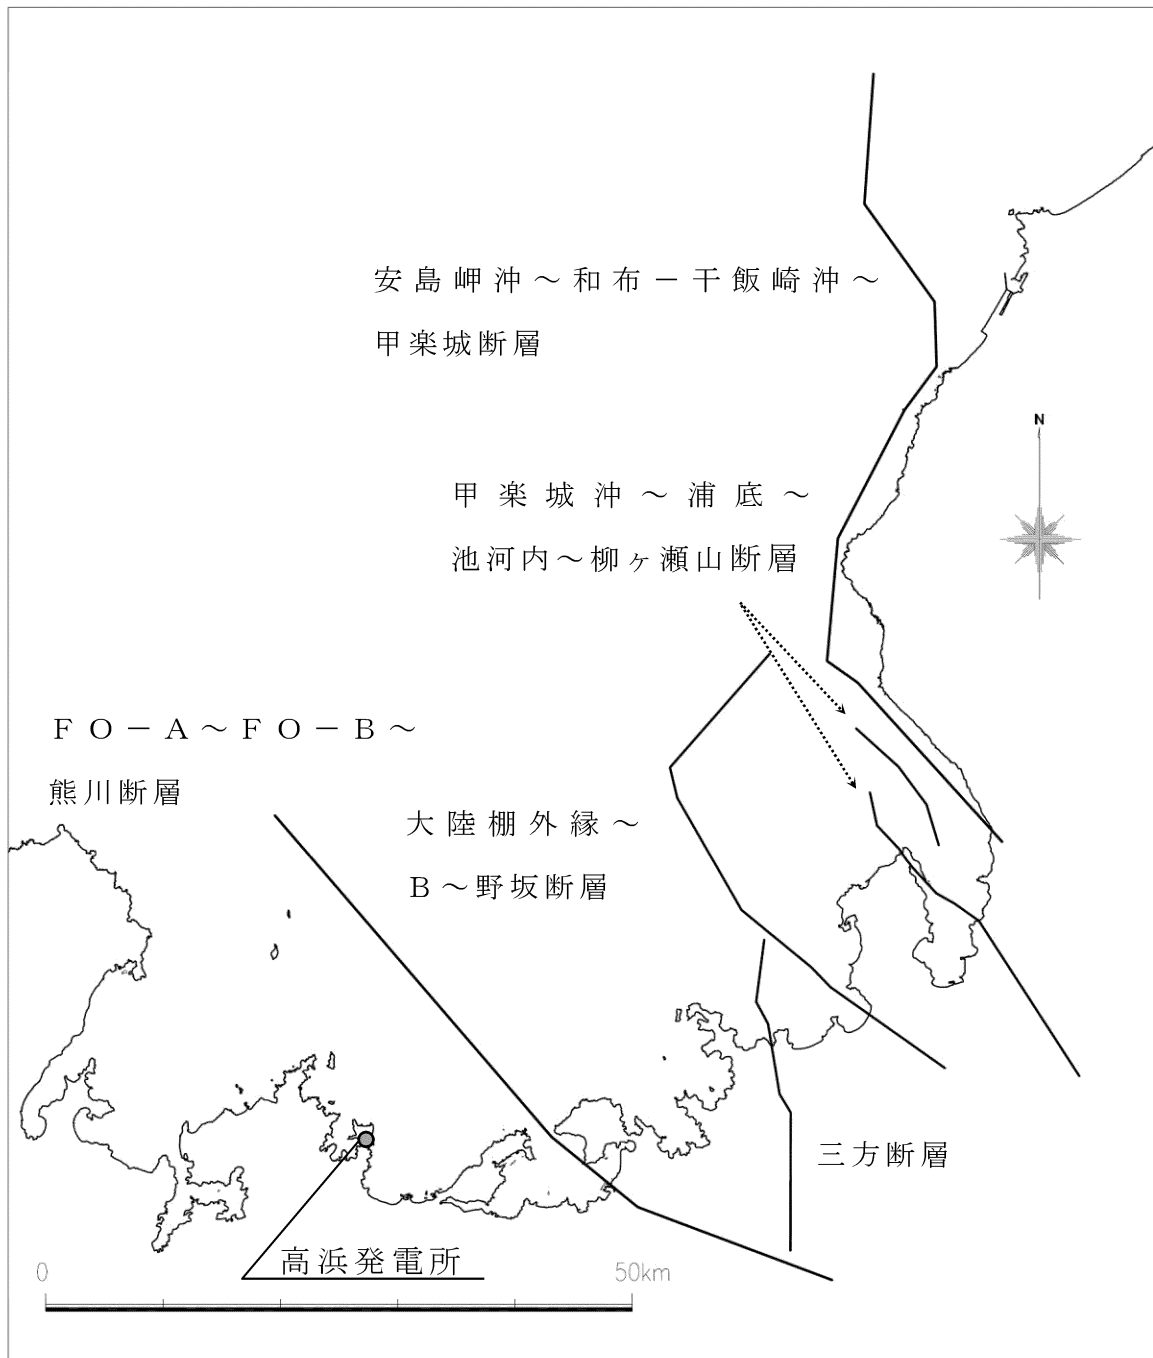 安島岬沖～和布－干飯崎沖～
甲楽城断層
N
甲楽城沖～浦底～
池河内～柳ヶ瀬山断層
ＦＯ－Ａ～ＦＯ－Ｂ～
熊川断層
大陸棚外縁～
Ｂ～野坂断層
三方断層
高浜発電所
0
50km